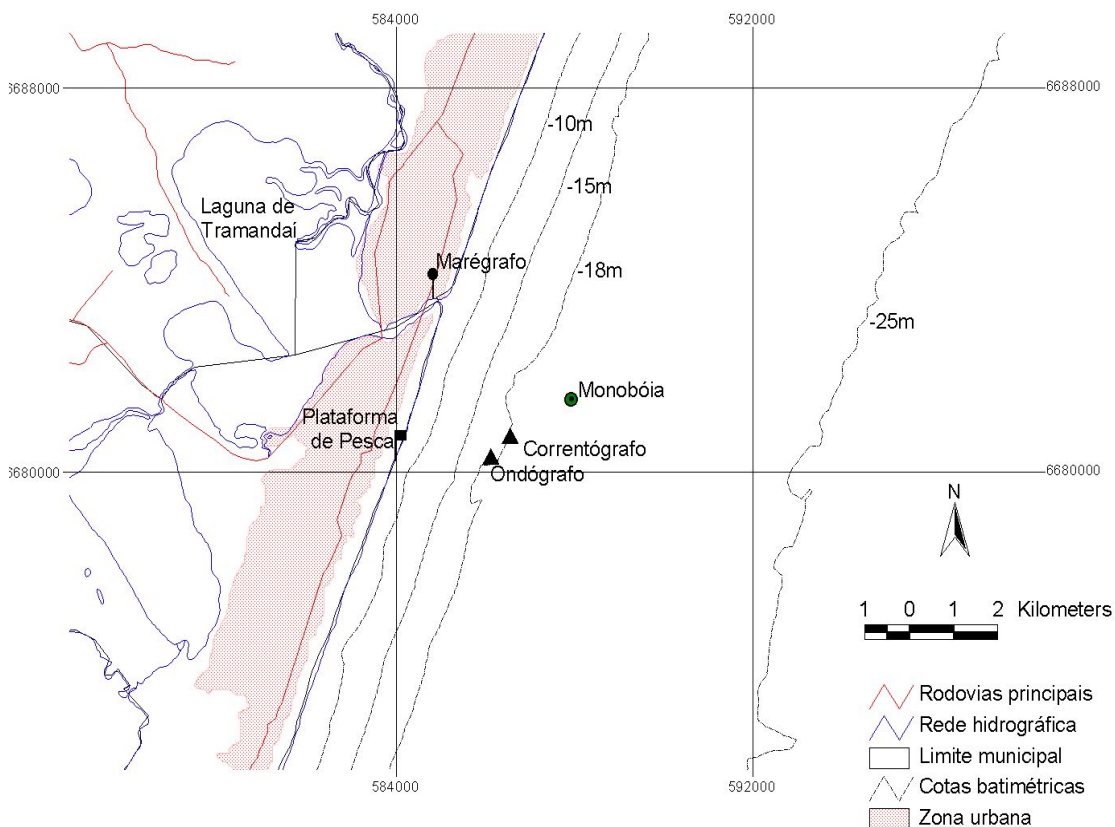 584000
592000
6688000
6688000
-10m
-15m
Laguna de
Tramandaí
Marégrafo
-18m
-25m
Monobóia
Plataforma
de Pesca
Correntógrafo
Ondógrafo
6680000
6680000
N
1 0 1 2 Kilometers
Rodovias principais
Rede hidrográfica
Limite municipal
Cotas batimétricas
Zona urbana
584000
592000